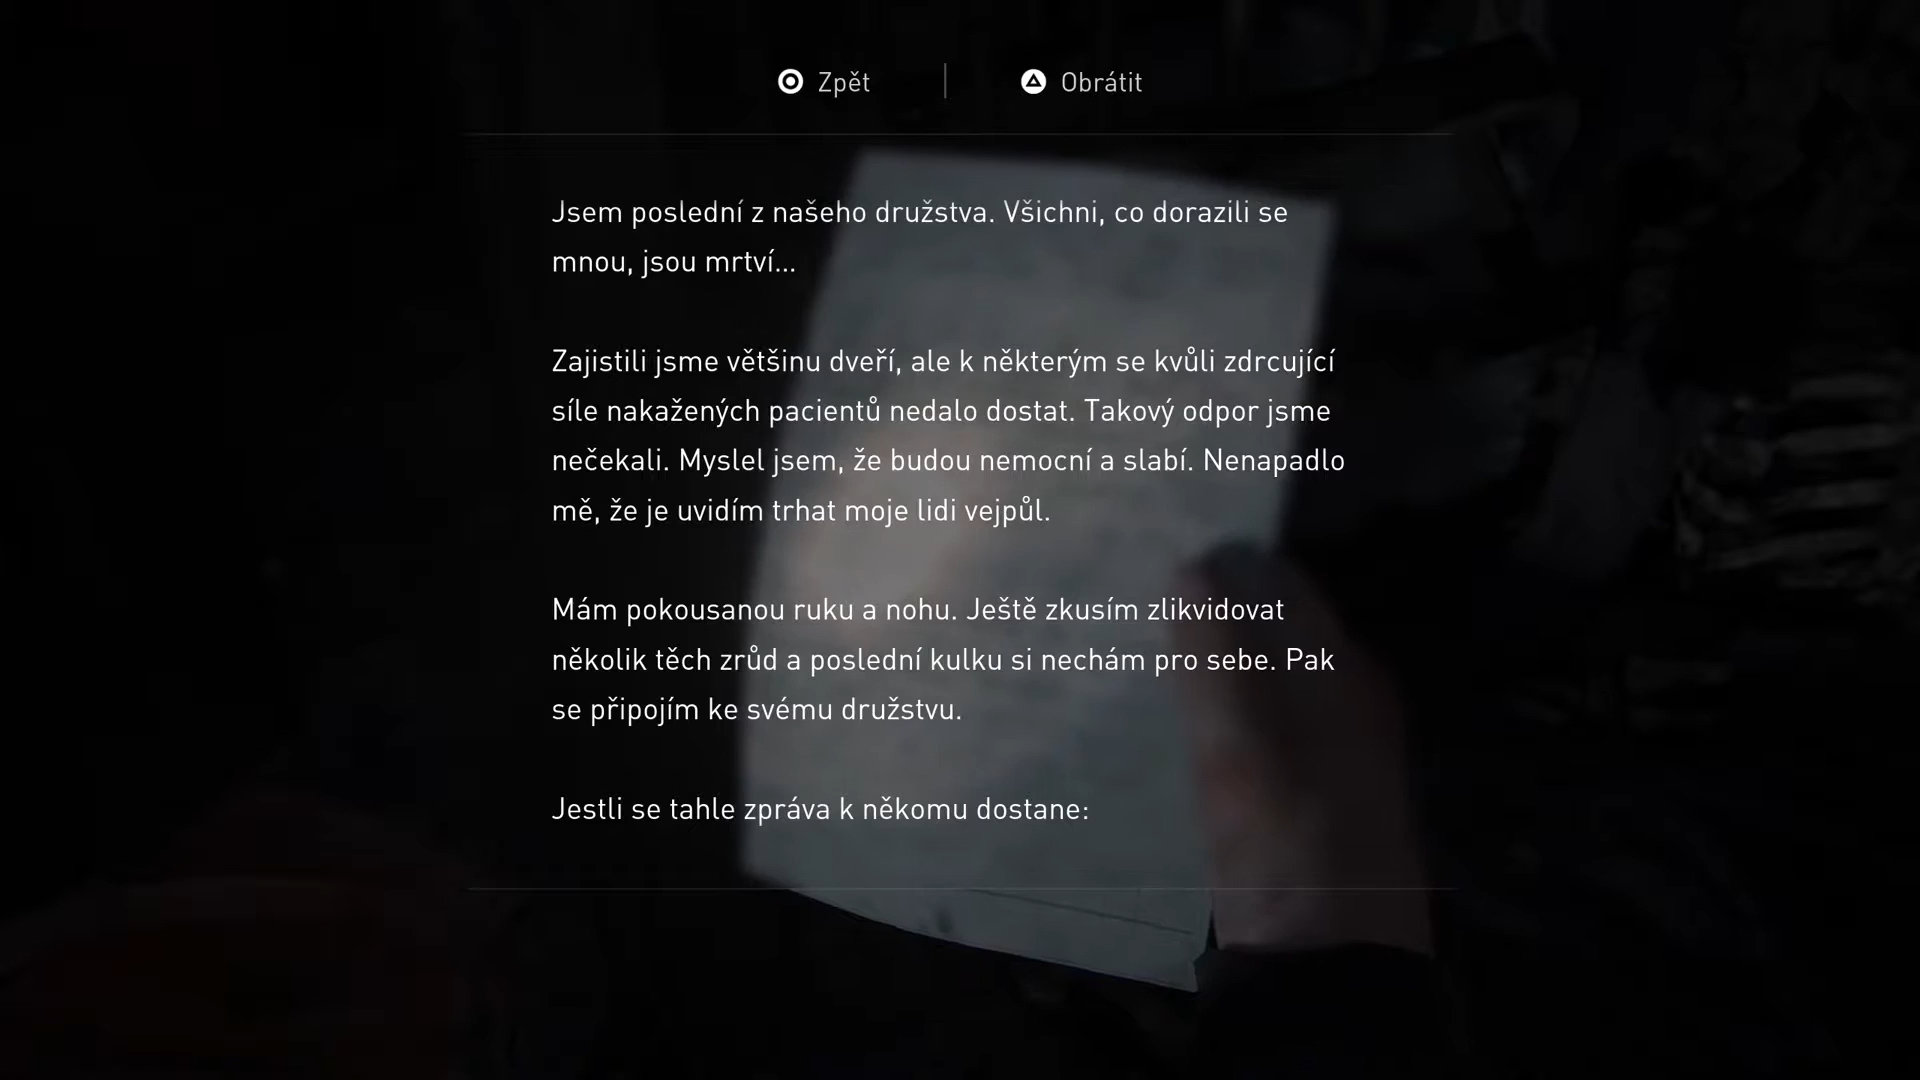 Zpět
Obrátit
Jsem poslední z našeho družstva. Všichni, co dorazili se
mnou, jsou mrtví...
Zajistili jsme většinu dveří, ale k některým se kvůli zdrcující
síle nakažených pacientů nedalo dostat. Takový odpor jsme
nečekali. Myslel jsem, že budou nemocní a slabí. Nenapadlo
mě, že je uvidím trhat moje lidi vejpůl.
Mám pokousanou ruku a nohu. Ještě zkusím zlikvidovat
několik těch zrůd a poslední kulku si nechám pro sebe. Pak
se připojím ke svému družstvu.
Jestli se tahle zpráva k někomu dostane: